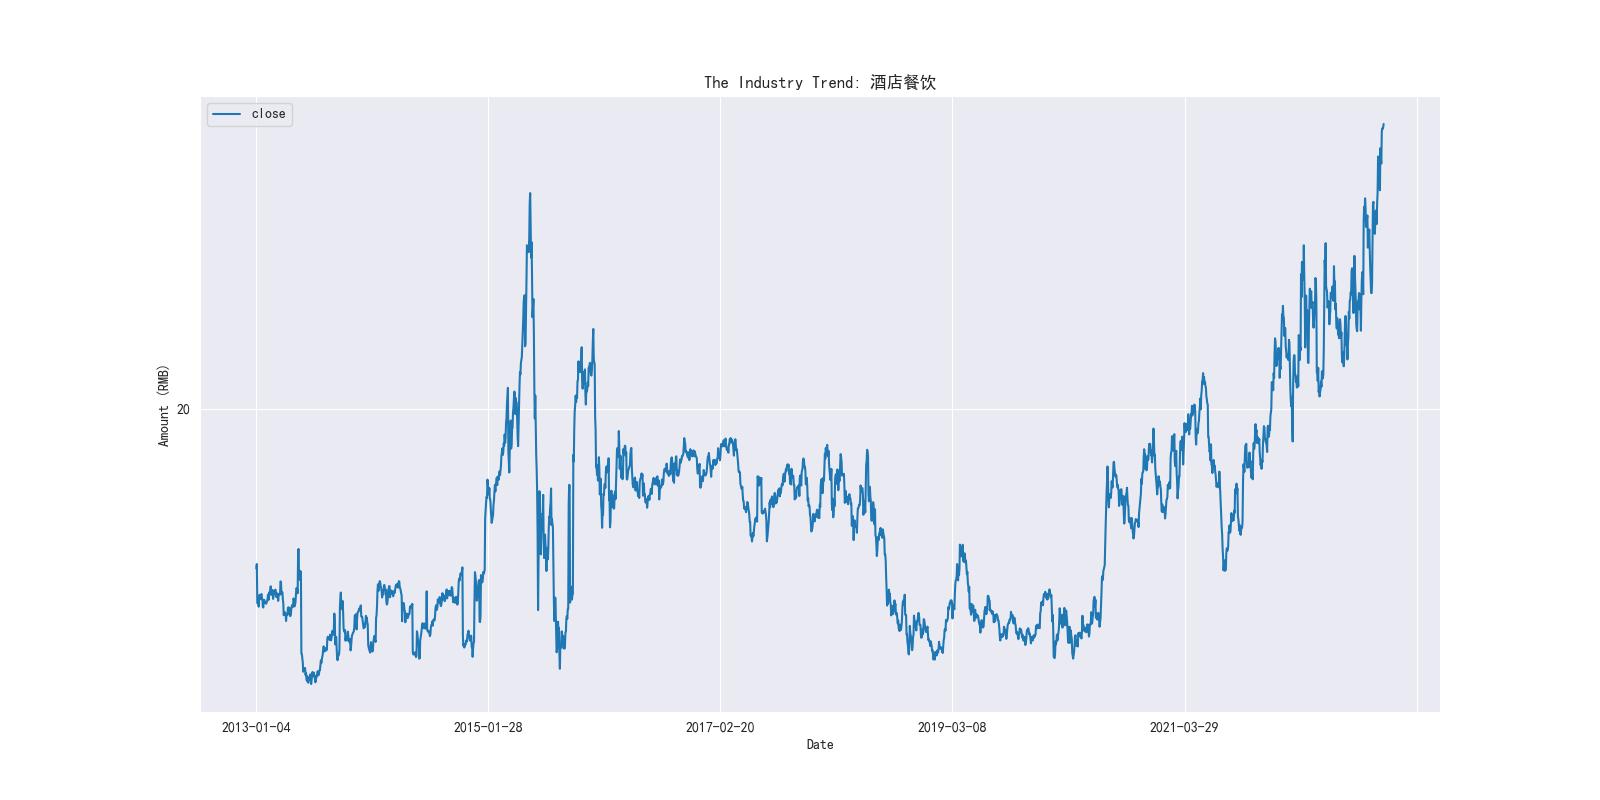 The Industry Trend: 酒店餐饮
close
Amount (RMB)
20
2013-01-04
2015-01-28
2017-02-20
2019-03-08
2021-03-29
Date